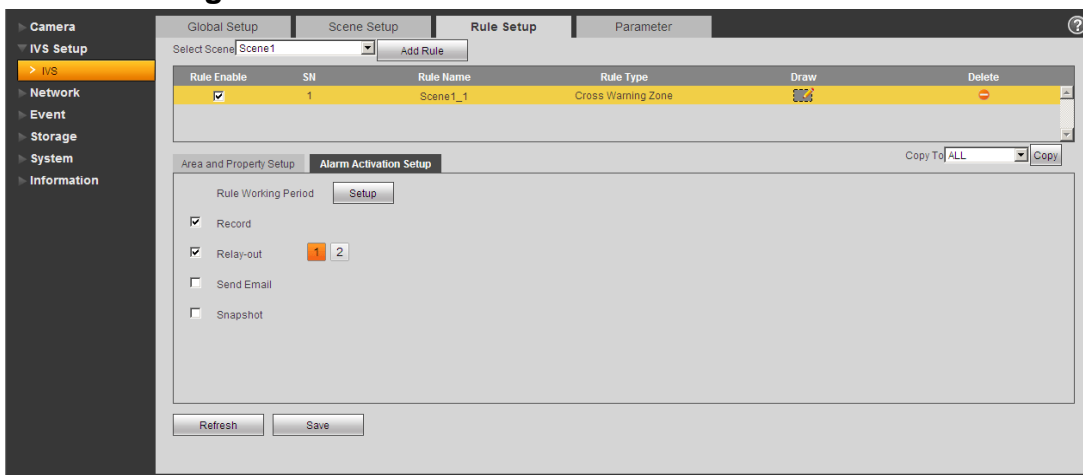 Camera
IVS Setup
> IVS
Network
Event
Storage
System
Information
Global Setup Scene Setup Rule Setup Parameter
?
Select Scene Scene1 Add Rule
Rule Enable SN Rule Name Rule Type Draw Delete
1 Scene1_1 Cross Warning Zone
Area and Property Setup Alarm Activation Setup Copy To ALL Copy
Rule Working Period Setup
Record
Relay-out 1 2
Send Email
Snapshot
Refresh Save